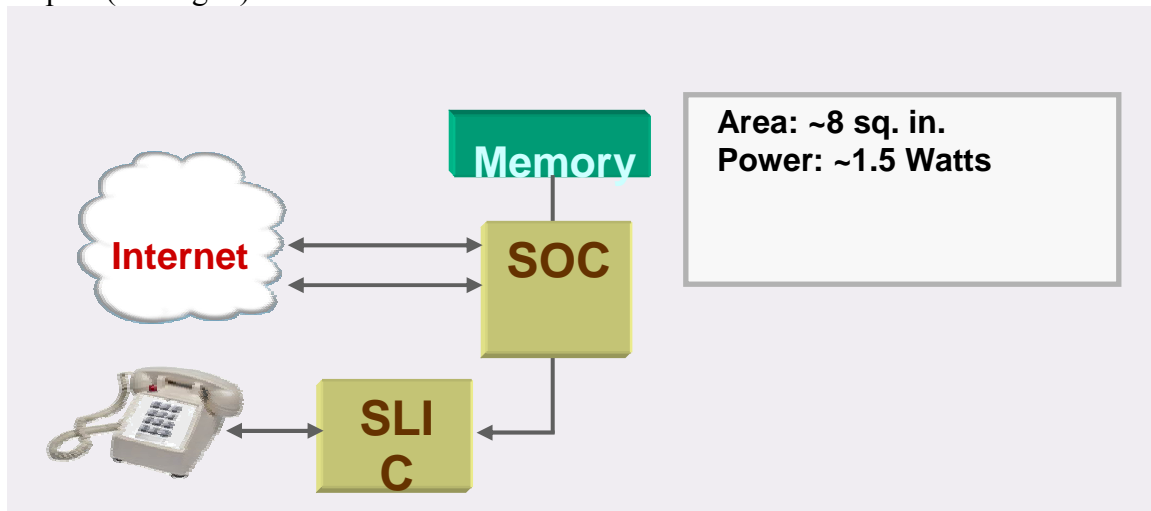 Memory
Area: ~8 sq. in.
Power: ~1.5 Watts
Internet
SOC
SLI
C